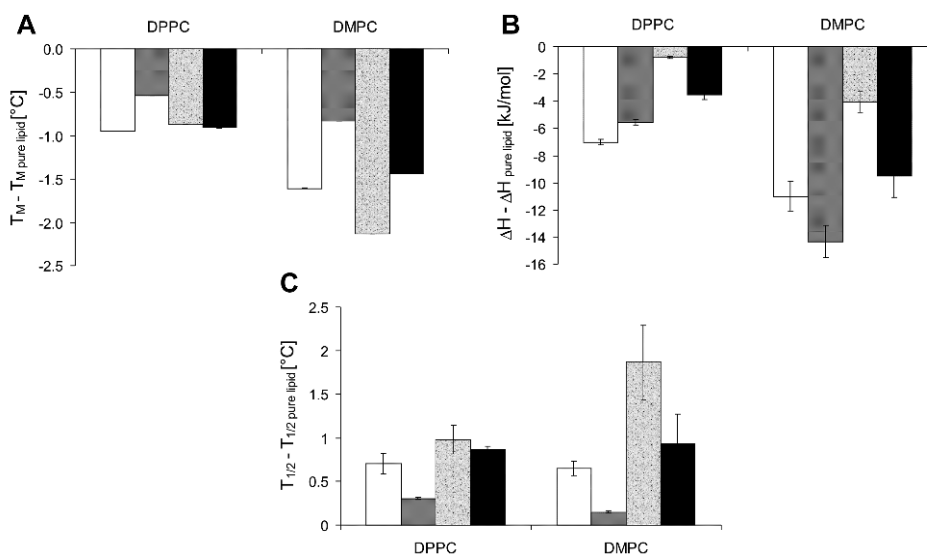 A
DPPC DMPC
0.0
-0.5
-1.0
-1.5
-2.0
-2.5
T_M - T_M pure lipid [°C]
B
DPPC DMPC
0
-2
-4
-6
-8
-10
-12
-14
-16
ΔH - ΔH pure lipid [kJ/mol]
C
2.5
2
1.5
1
0.5
0
T_1/2 - T_1/2 pure lipid [°C]
DPPC DMPC